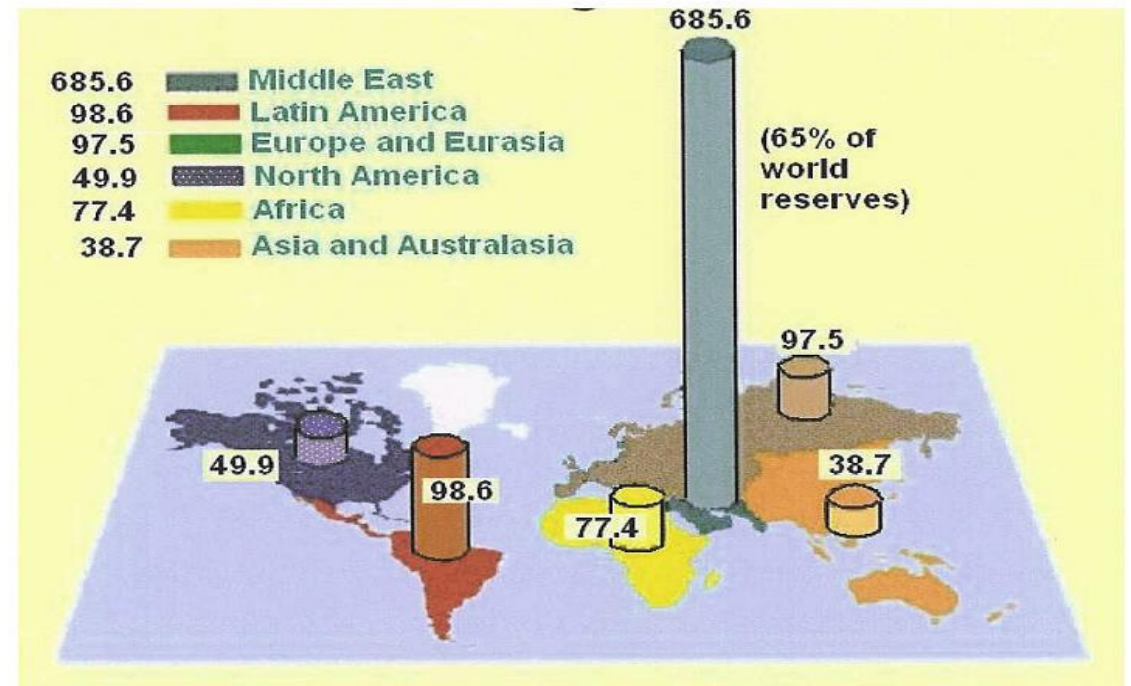 685.6
685.6 Middle East
98.6 Latin America
97.5 Europe and Eurasia
49.9 North America
77.4 Africa
38.7 Asia and Australasia
(65% of
world
reserves)
97.5
49.9
98.6
38.7
77.4